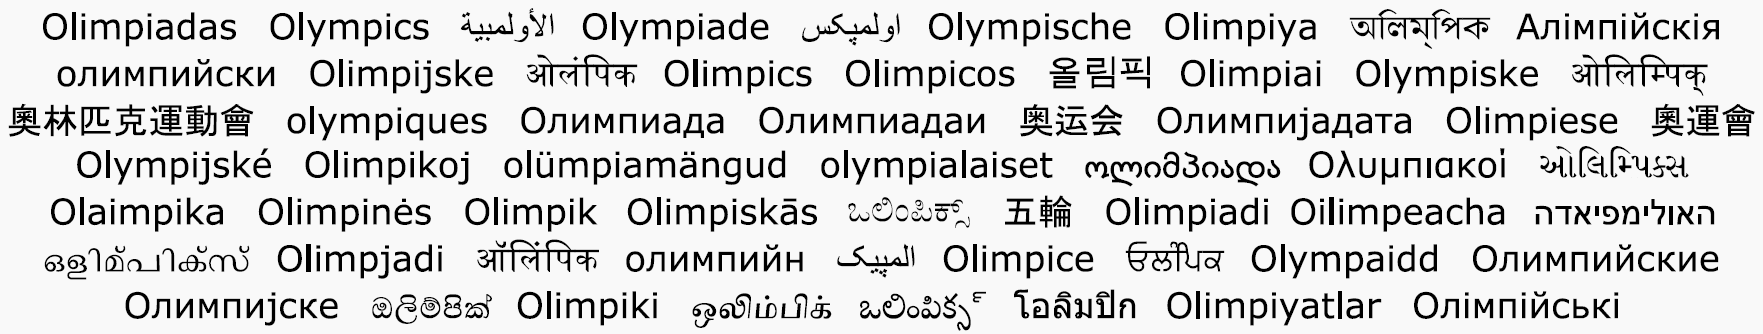 Olimpiadas Olympics الأولمبية Olympiade اولمپکس Olympische Olimpiya অলিম্পিক Алімпійскія
олимпийски Olimpijske ओलंपिक Olimpics Olimpicos 올림픽 Olimpiai Olympiske ओलिम्पिक्
奧林匹克運動會 olympiques Олимпиада Олимпиадаи 奥运会 Олимпијадата Olimpiese 奧運會
Olympijské Olimpikoj olümpiamängud olympialaiset ოლიმპიადა Ολυμπιακοί ઓલિમ્પિક્સ
Olaimpika Olimpinės Olimpik Olimpiskās ಒಲಿಂಪಿಕ್ಸ್ 五輪 Olimpiadi Oilimpeacha האולימפיאדה
ഒളിമ്പിക്സ് Olimpjadi ऑलिंपिक олимпийн المپیک Olimpice ਓਲੰਪਿਕ Olympaidd Олимпийские
Олимпијске ඔලිම්පික් Olimpiki ஒலிம்பிக் ఒలింపిక్స్ โอลิมปิก Olimpiyatlar Олімпійські